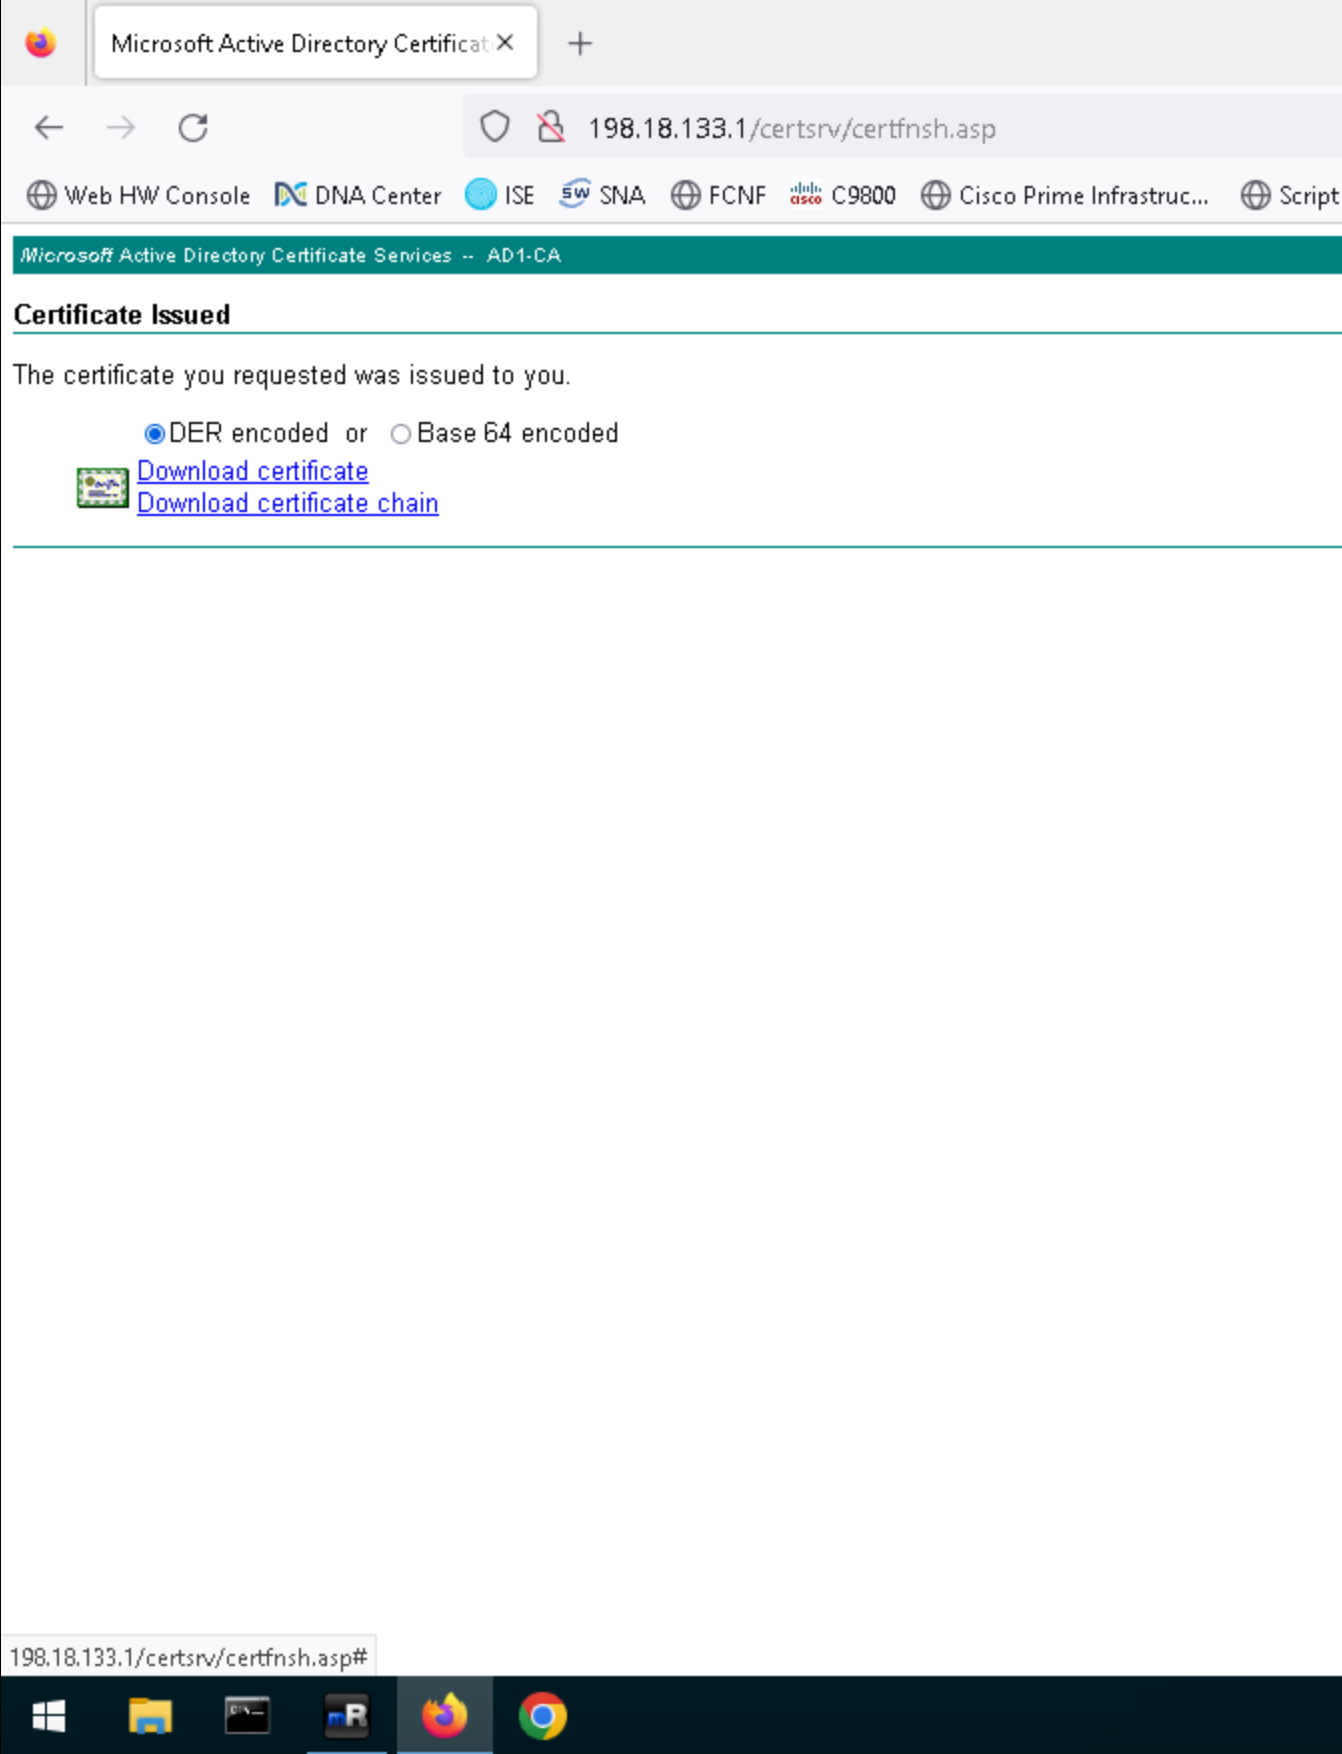 Microsoft Active Directory Certificat
198.18.133.1/certsrv/certfnsh.asp
Web HW Console DNA Center ISE SW SNA FCNF cisco C9800 Cisco Prime Infrastruc... Script
Microsoft Active Directory Certificate Services -- AD1-CA
Certificate Issued
The certificate you requested was issued to you.
DER encoded or Base 64 encoded
Download certificate
Download certificate chain
198.18.133.1/certsrv/certfnsh.asp#
mR